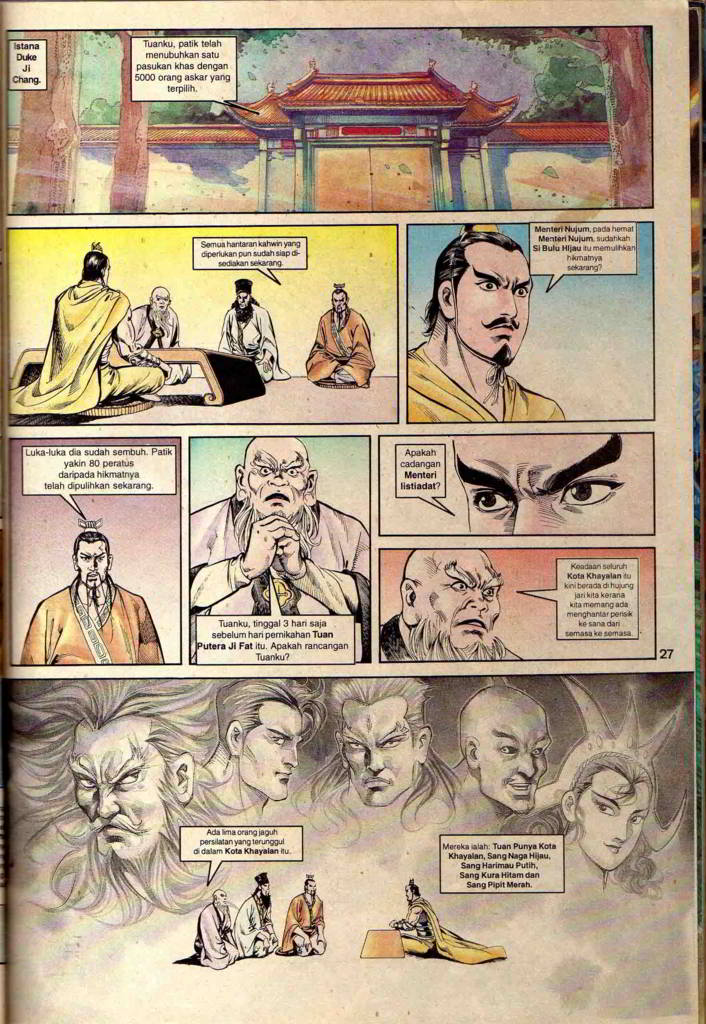 Istana
Duke
Ji
Chang.
Tuanku, patik telah
menubuhkan satu
pasukan khas dengan
5000 orang askar yang
terpilih.
Semua hantaran kahwin yang
diperlukan pun sudah siap di-
sediakan sekarang.
Menteri Nujum, pada hemat
Menteri Nujum, sudahkah
Si Bulu Hijau itu memulihkan
hikmatnya
sekarang?
Luka-luka dia sudah sembuh. Patik
yakin 80 peratus
daripada hikmatnya
telah dipulihkan sekarang.
Tuanku, tinggal 3 hari saja
sebelum hari pernikahan Tuan
Putera Ji Fat itu. Apakah rancangan
Tuanku?
Apakah
cadangan
Menteri
Iistiadat?
Keadaan seluruh
Kota Khayalan itu
kini berada di hujung
jari kita kerana
kita memang ada
menghantar perisik
ke sana dari
semasa ke semasa.
27
Ada lima orang jaguh
persilatan yang terunggul
di dalam Kota Khayalan itu.
Mereka ialah: Tuan Punya Kota
Khayalan, Sang Naga Hijau,
Sang Harimau Putih,
Sang Kura Hitam dan
Sang Pipit Merah.